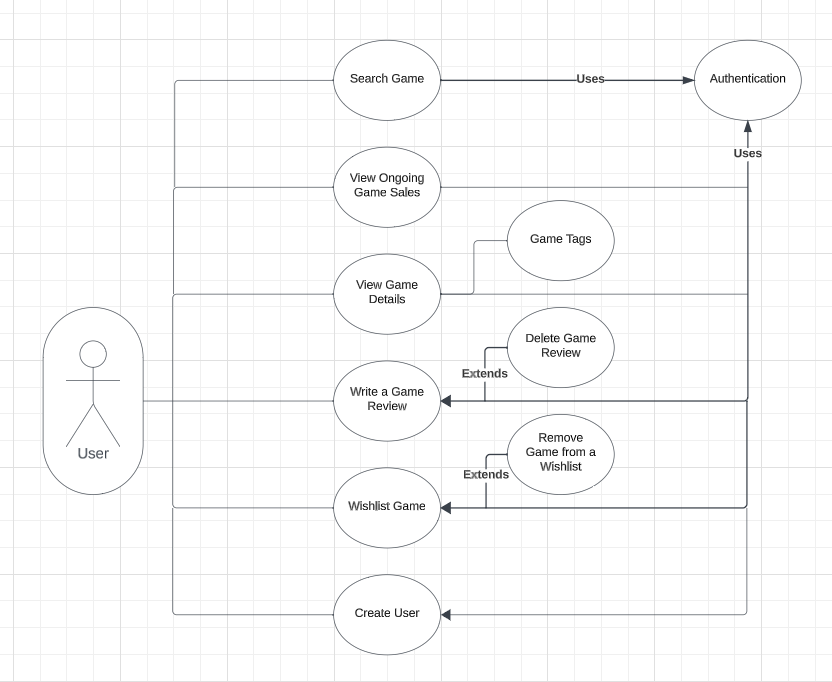 Search Game
Uses
Authentication
Uses
View Ongoing
Game Sales
Game Tags
View Game
Details
Delete Game
Review
Extends
Write a Game
Review
User
Remove
Game from a
Wishlist
Extends
Wishlist Game
Create User